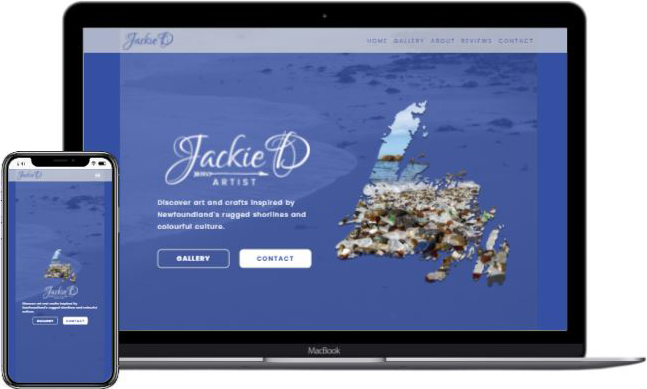 Jackie D
HOME GALLERY ABOUT REVIEWS CONTACT
Jackie D
ARTIST
Discover art and crafts inspired by
Newfoundland's rugged shorlines and
colourful culture.
GALLERY CONTACT
MacBook
Jackie D
Jackie D
Discover art and crafts inspired by
Newfoundland's rugged shorlines and colourful
culture.
GALLERY CONTACT